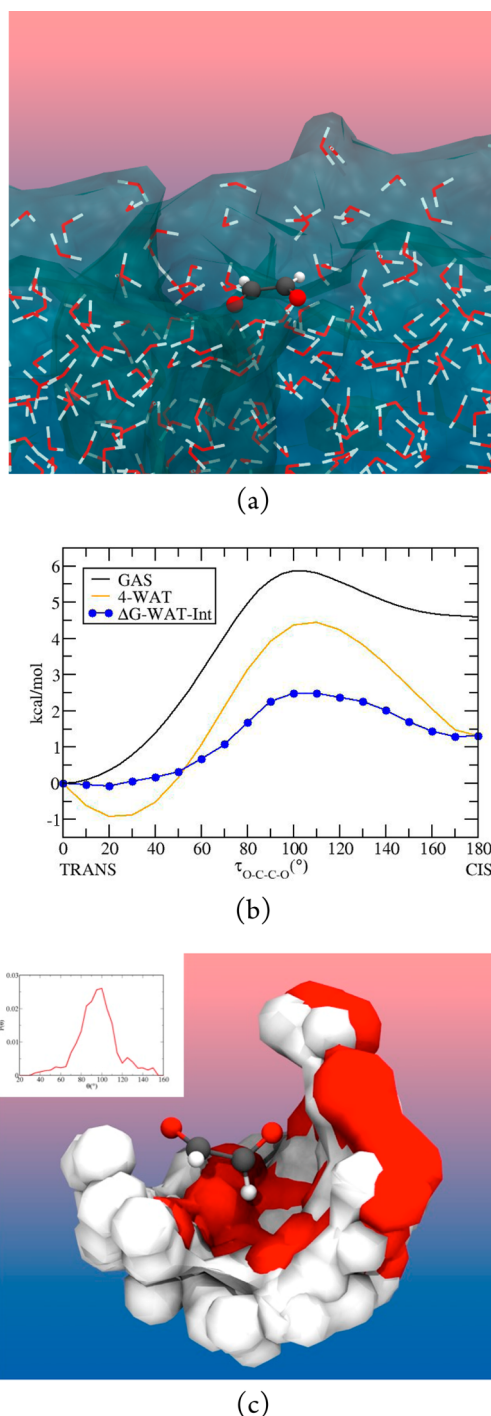 (a)
6
5
4
3
2
1
0
-1
kcal/mol
GAS
4-WAT
ΔG-WAT-Int
0 20 40 60 80 100 120 140 160 180
TRANS τO-C-C-O(°) CIS
(b)
0.03
0.02
0.01
0
P(θ)
20 40 60 80 100 120 140 160
θ(°)
(c)